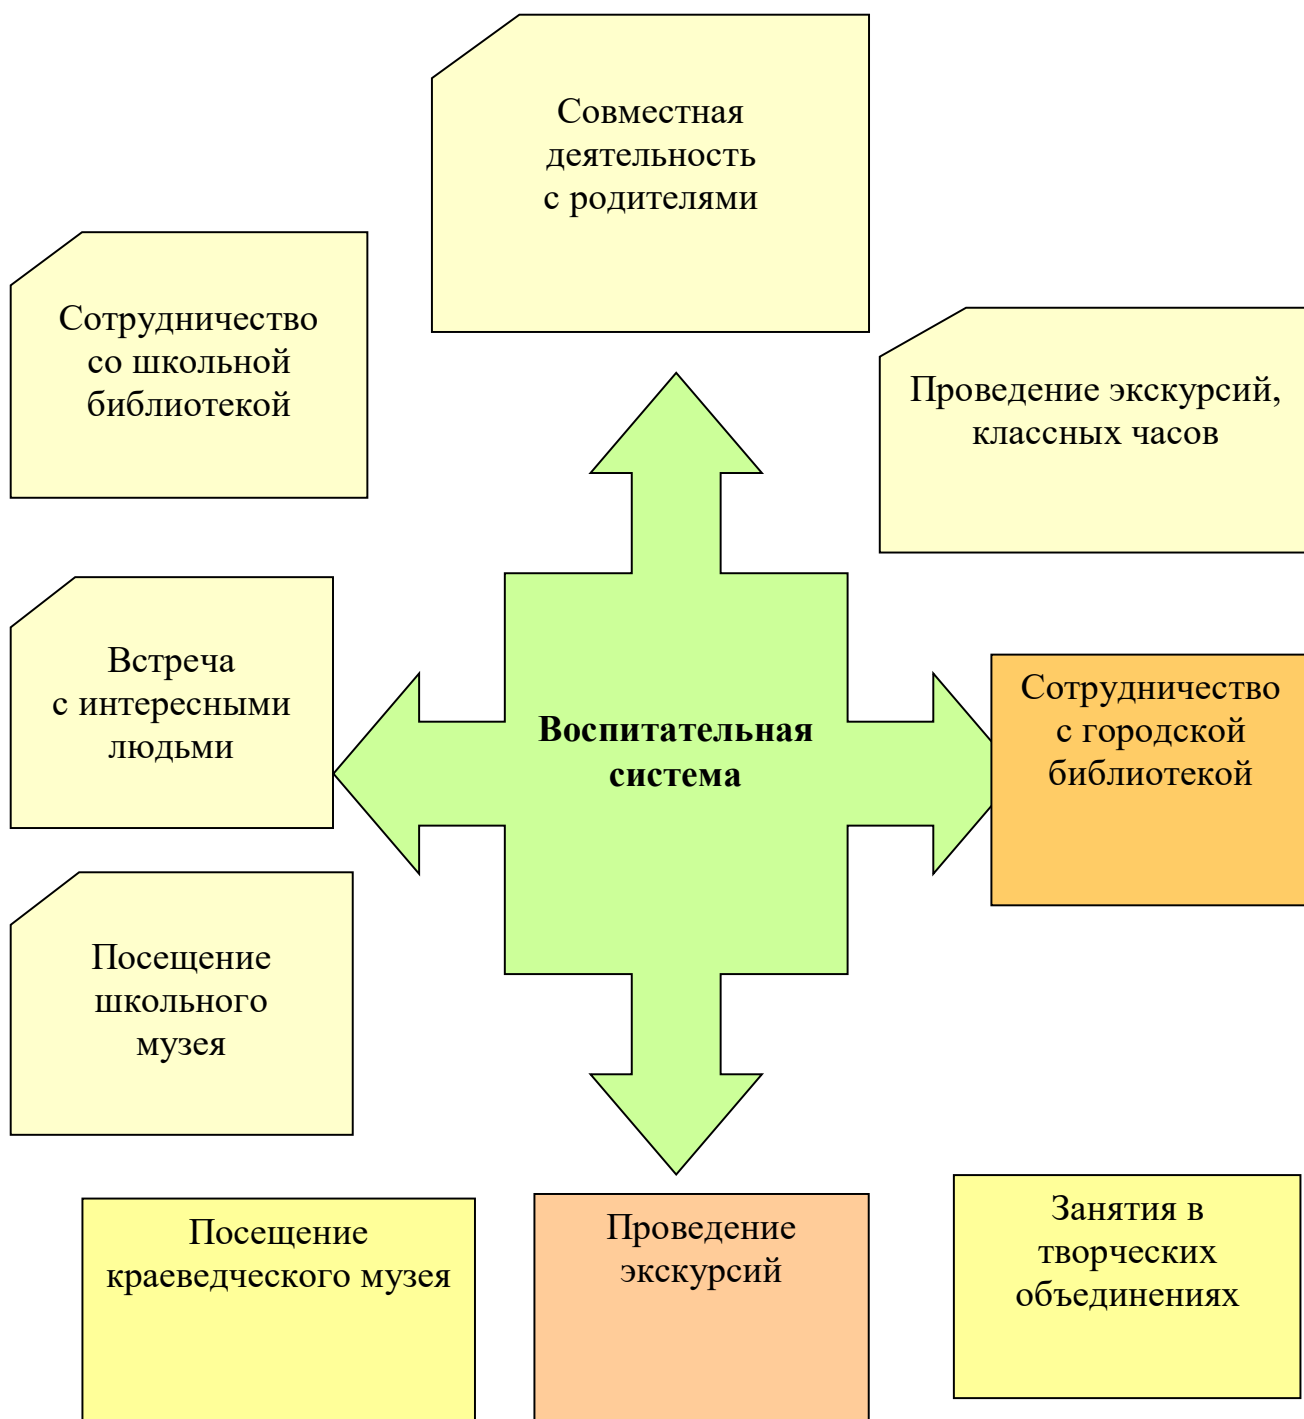 Совместная
деятельность
с родителями
Сотрудничество
со школьной
библиотекой
Проведение экскурсий,
классных часов
Встреча
с интересными
людьми
Воспитательная
система
Сотрудничество
с городской
библиотекой
Посещение
школьного
музея
Посещение
краеведческого музея
Проведение
экскурсий
Занятия в
творческих
объединениях